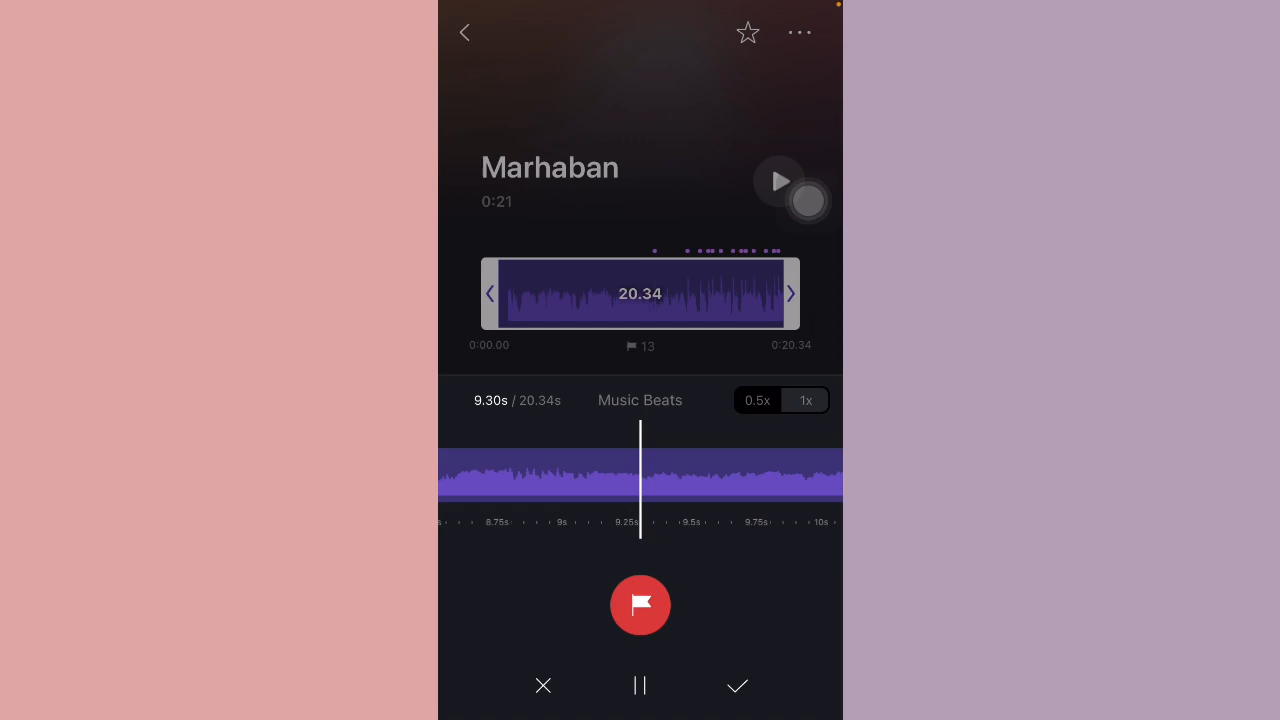 Marhaban
0:21
20.34
0:00.00 13 0:20.34
9.30s / 20.34s Music Beats 0.5x 1x
s 8.75s 9s 9.25s 9.5s 9.75s 10s